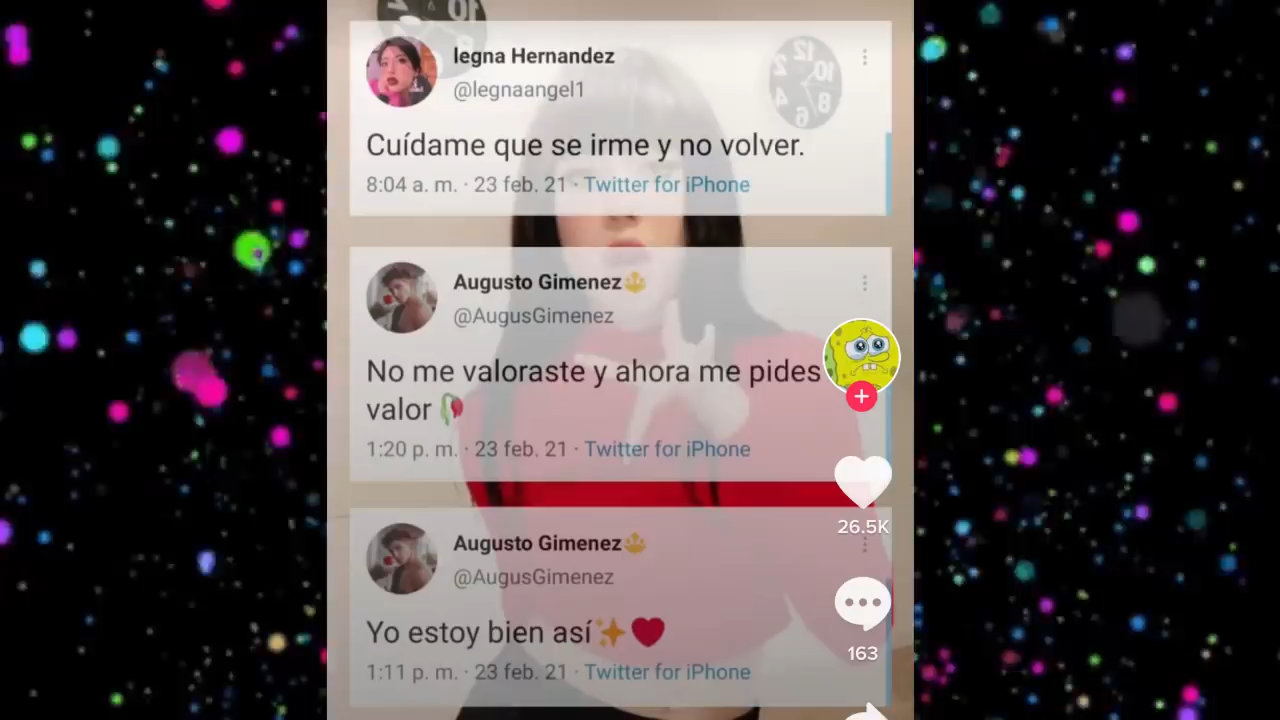 legna Hernandez
@legnaangel1
Cuídame que se irme y no volver.
8:04 a. m. · 23 feb. 21 · Twitter for iPhone
Augusto Gimenez
@AugusGimenez
No me valoraste y ahora me pides
valor 🥀
1:20 p. m. · 23 feb. 21 · Twitter for iPhone
26.5K
Augusto Gimenez
@AugusGimenez
Yo estoy bien así ✨❤️
163
1:11 p. m. · 23 feb. 21 · Twitter for iPhone